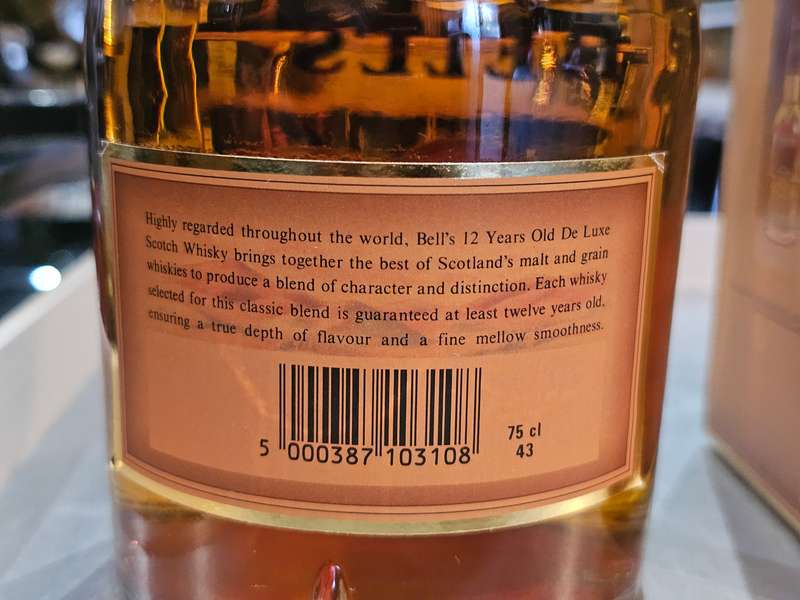 BELL'S
Highly regarded throughout the world, Bell's 12 Years Old De Luxe
Scotch Whisky brings together the best of Scotland's malt and grain
whiskies to produce a blend of character and distinction. Each whisky
selected for this classic blend is guaranteed at least twelve years old,
ensuring a true depth of flavour and a fine mellow smoothness.
75 cl
43
5 000387 103108